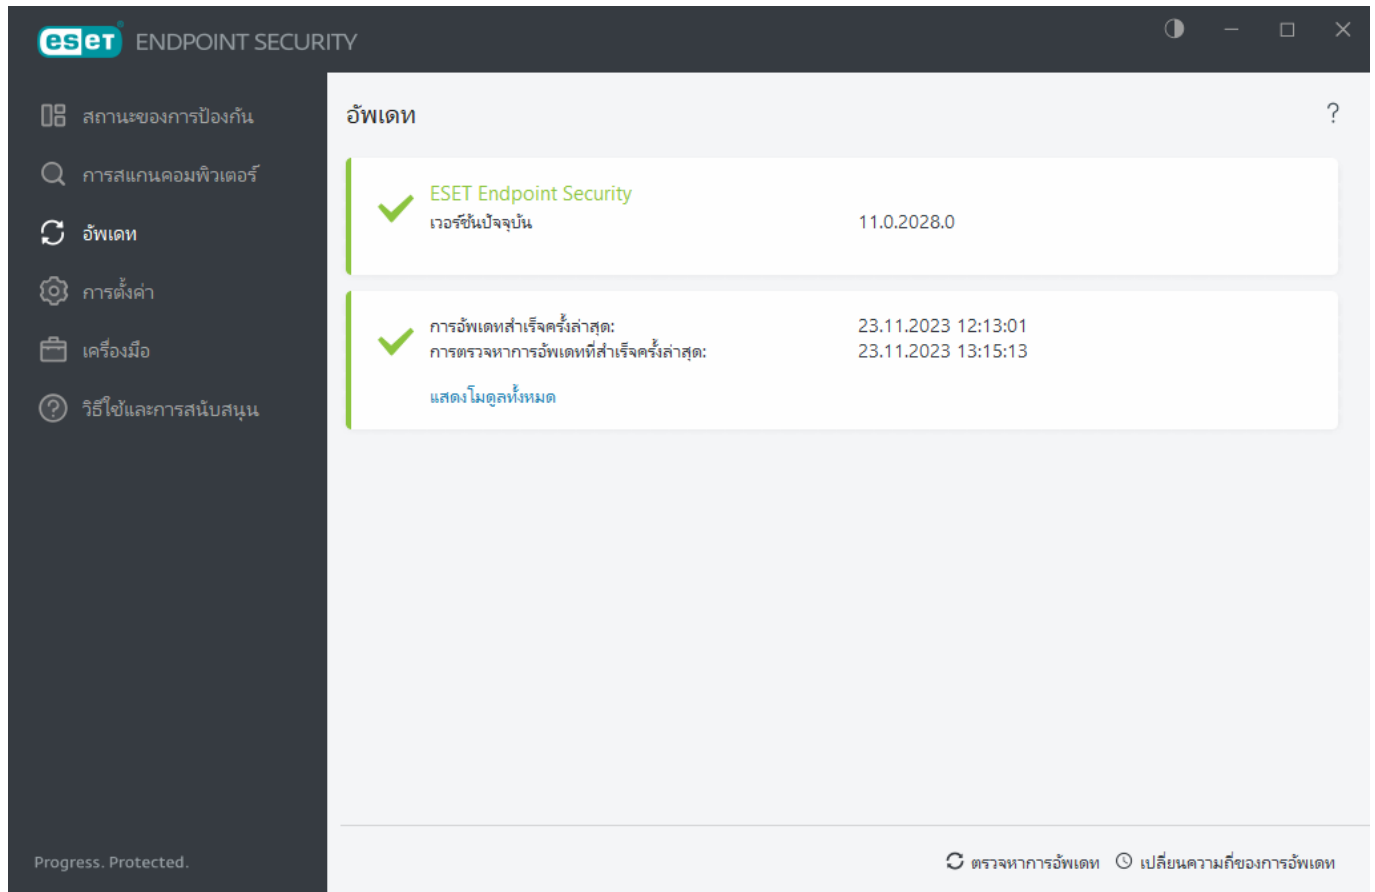 eset ENDPOINT SECURITY
สถานะของการป้องกัน
การสแกนคอมพิวเตอร์
อัพเดท
การตั้งค่า
เครื่องมือ
วิธีใช้และการสนับสนุน
Progress. Protected.
อัพเดท
?
ESET Endpoint Security
เวอร์ชันปัจจุบัน 11.0.2028.0
การอัพเดทสำเร็จครั้งล่าสุด: 23.11.2023 12:13:01
การตรวจหาการอัพเดทที่สำเร็จครั้งล่าสุด: 23.11.2023 13:15:13
แสดงโมดูลทั้งหมด
ตรวจหาการอัพเดท เปลี่ยนความถี่ของการอัพเดท